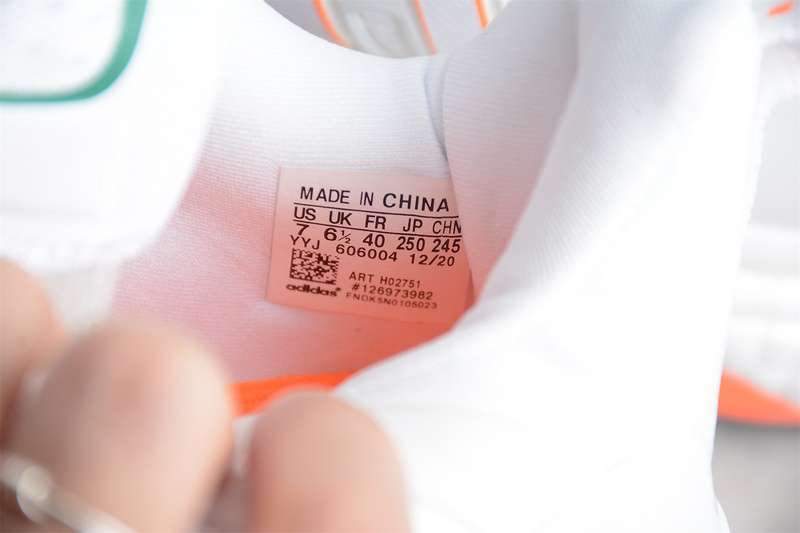 MADE IN CHINA
US UK FR JP CHN
7 6½ 40 250 245
YYJ 606004 12/20
ART H02751
#126973982
adidas FNDK5N0105023